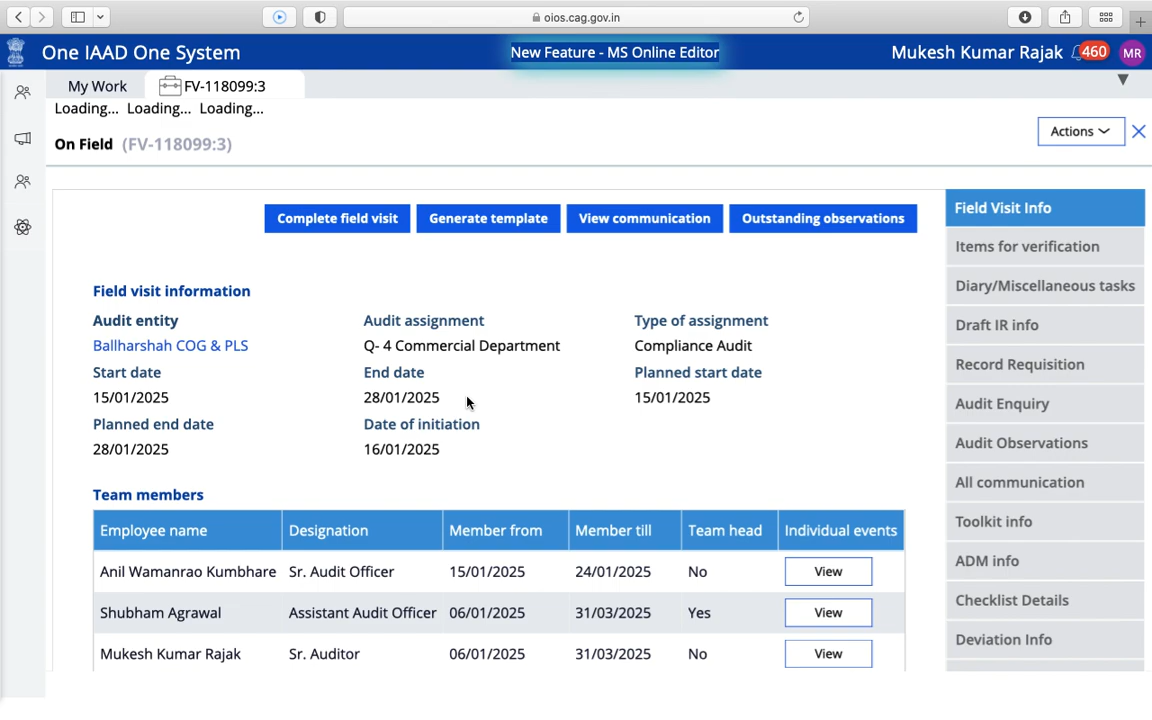 oios.cag.gov.in
One IAAD One System
New Feature - MS Online Editor
Mukesh Kumar Rajak 460 MR
My Work
FV-118099:3
Loading... Loading... Loading...
On Field (FV-118099:3)
Actions
Complete field visit
Generate template
View communication
Outstanding observations
Field visit information
Audit entity Audit assignment Type of assignment
Ballharshah COG & PLS Q- 4 Commercial Department Compliance Audit
Start date End date Planned start date
15/01/2025 28/01/2025 15/01/2025
Planned end date Date of initiation
28/01/2025 16/01/2025
Team members
Employee name Designation Member from Member till Team head Individual events
Anil Wamanrao Kumbhare Sr. Audit Officer 15/01/2025 24/01/2025 No View
Shubham Agrawal Assistant Audit Officer 06/01/2025 31/03/2025 Yes View
Mukesh Kumar Rajak Sr. Auditor 06/01/2025 31/03/2025 No View
Field Visit Info
Items for verification
Diary/Miscellaneous tasks
Draft IR info
Record Requisition
Audit Enquiry
Audit Observations
All communication
Toolkit info
ADM info
Checklist Details
Deviation Info